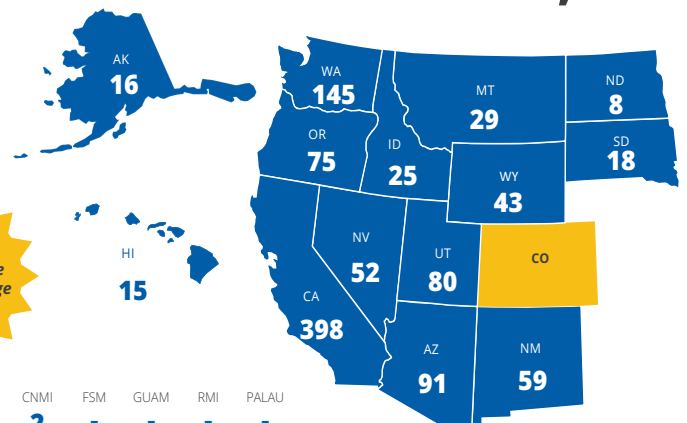 AK
16
WA
145
MT
29
ND
8
OR
75
ID
25
SD
18
WY
43
HI
15
NV
52
UT
80
CO
CA
398
AZ
91
NM
59
CNMI FSM GUAM RMI PALAU
2 - - - -